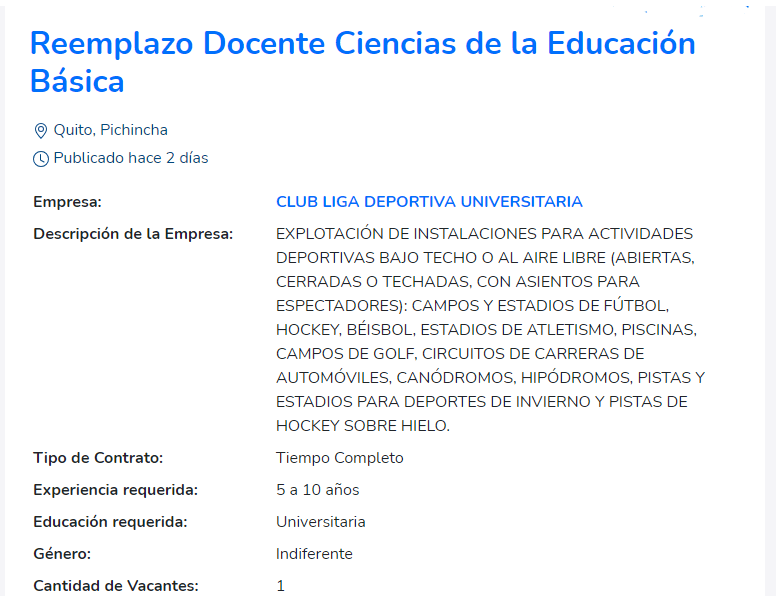 Reemplazo Docente Ciencias de la Educación
Básica
Quito, Pichincha
Publicado hace 2 días
Empresa: CLUB LIGA DEPORTIVA UNIVERSITARIA
Descripción de la Empresa: EXPLOTACIÓN DE INSTALACIONES PARA ACTIVIDADES
DEPORTIVAS BAJO TECHO O AL AIRE LIBRE (ABIERTAS,
CERRADAS O TECHADAS, CON ASIENTOS PARA
ESPECTADORES): CAMPOS Y ESTADIOS DE FÚTBOL,
HOCKEY, BÉISBOL, ESTADIOS DE ATLETISMO, PISCINAS,
CAMPOS DE GOLF, CIRCUITOS DE CARRERAS DE
AUTOMÓVILES, CANÓDROMOS, HIPÓDROMOS, PISTAS Y
ESTADIOS PARA DEPORTES DE INVIERNO Y PISTAS DE
HOCKEY SOBRE HIELO.
Tipo de Contrato: Tiempo Completo
Experiencia requerida: 5 a 10 años
Educación requerida: Universitaria
Género: Indiferente
Cantidad de Vacantes: 1